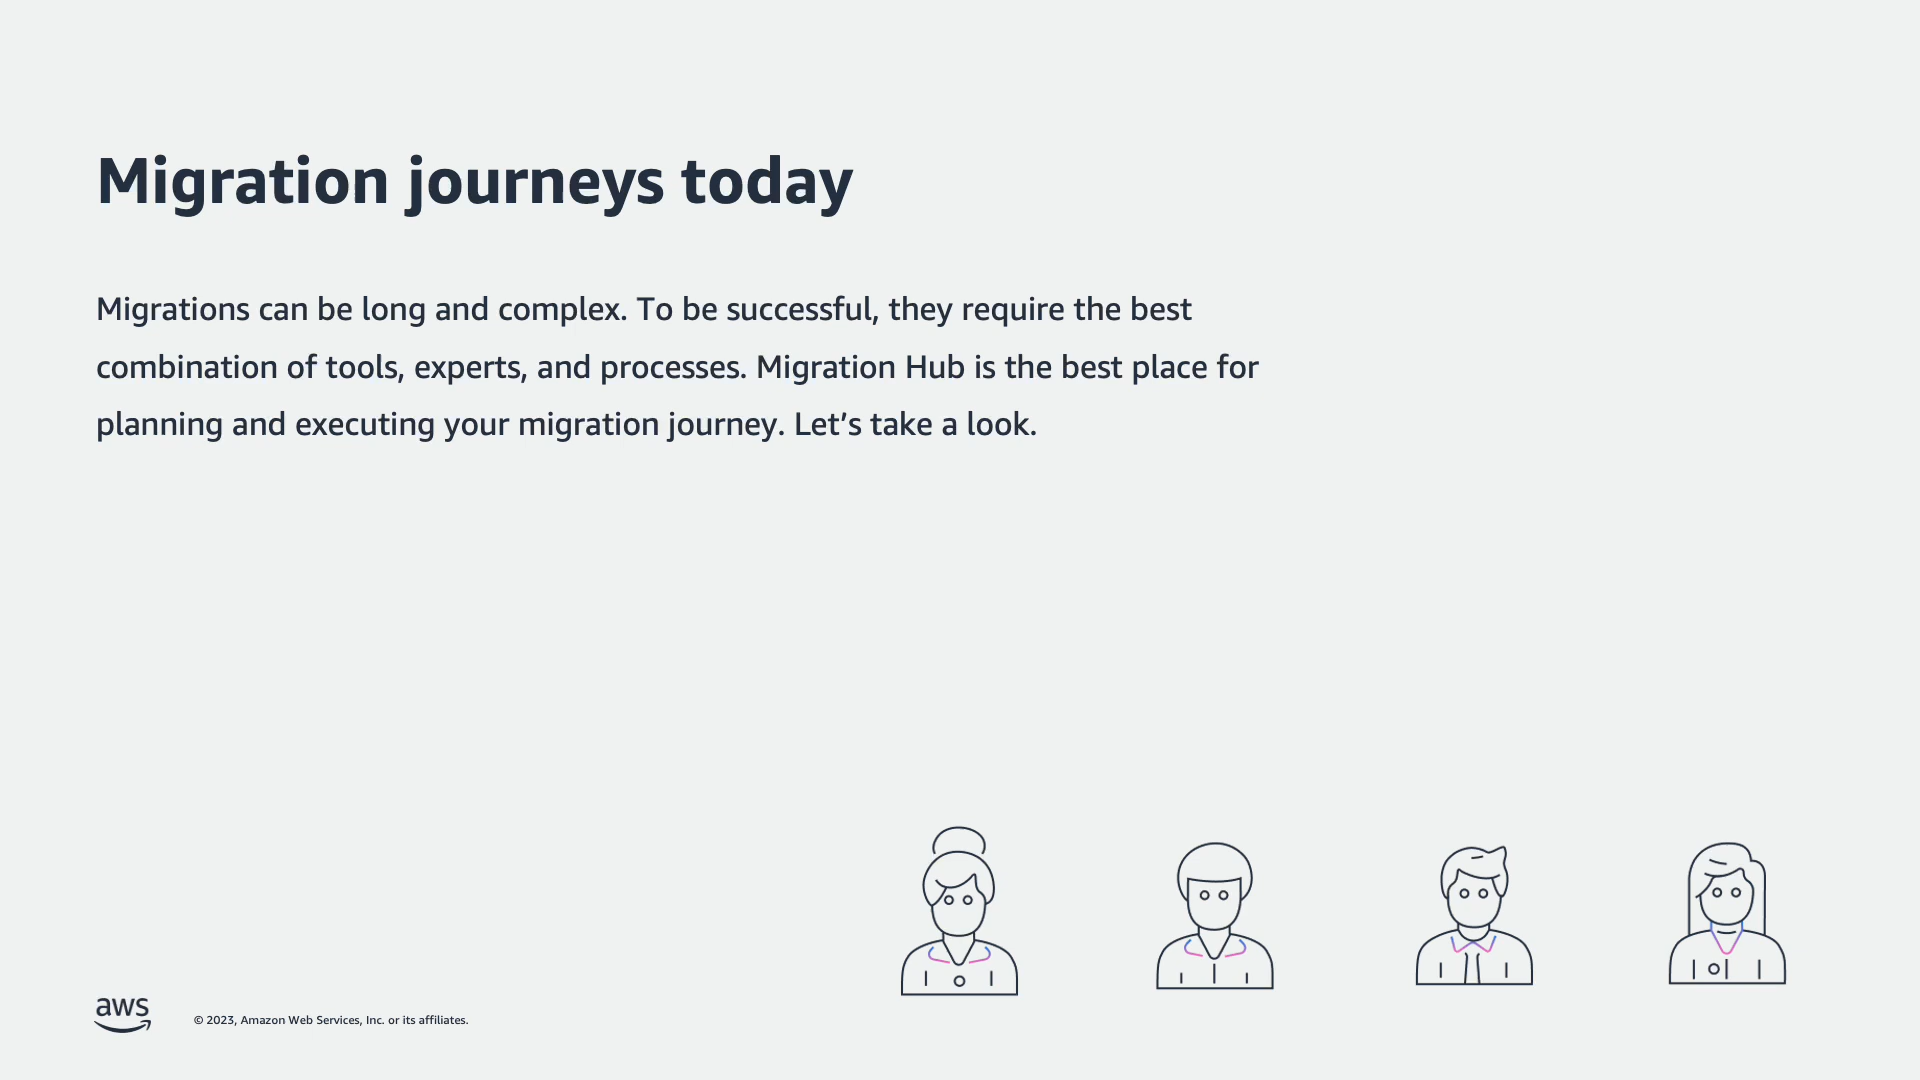 Migration journeys today
Migrations can be long and complex. To be successful, they require the best
combination of tools, experts, and processes. Migration Hub is the best place for
planning and executing your migration journey. Let’s take a look.
aws
© 2023, Amazon Web Services, Inc. or its affiliates.